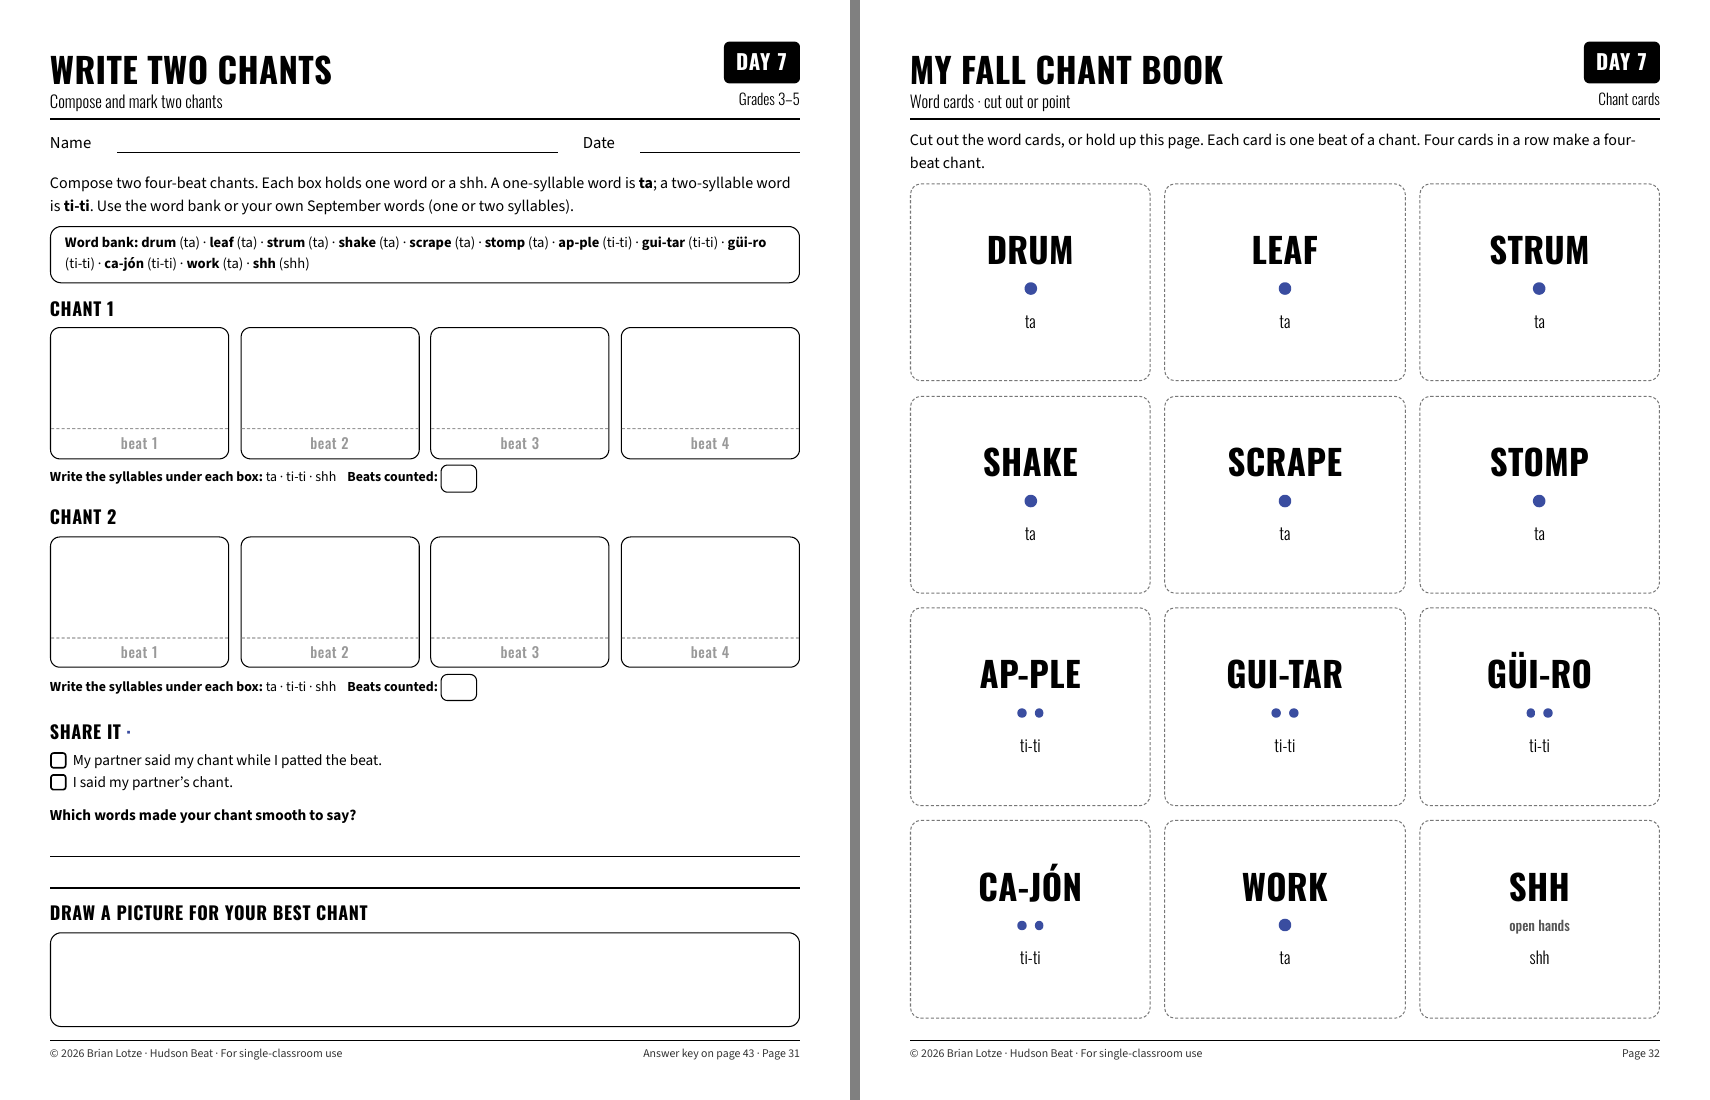 WRITE TWO CHANTS
DAY 7
Compose and mark two chants
Grades 3–5
Name
Date
Compose two four-beat chants. Each box holds one word or a shh. A one-syllable word is ta; a two-syllable word
is ti-ti. Use the word bank or your own September words (one or two syllables).
Word bank: drum (ta) · leaf (ta) · strum (ta) · shake (ta) · scrape (ta) · stomp (ta) · ap-ple (ti-ti) · gui-tar (ti-ti) · güi-ro
(ti-ti) · ca-jón (ti-ti) · work (ta) · shh (shh)
CHANT 1
beat 1
beat 2
beat 3
beat 4
Write the syllables under each box: ta · ti-ti · shh Beats counted:
CHANT 2
beat 1
beat 2
beat 3
beat 4
Write the syllables under each box: ta · ti-ti · shh Beats counted:
SHARE IT ·
My partner said my chant while I patted the beat.
I said my partner’s chant.
Which words made your chant smooth to say?
DRAW A PICTURE FOR YOUR BEST CHANT
© 2026 Brian Lotze · Hudson Beat · For single-classroom use
Answer key on page 43 · Page 31
MY FALL CHANT BOOK
DAY 7
Word cards · cut out or point
Chant cards
Cut out the word cards, or hold up this page. Each card is one beat of a chant. Four cards in a row make a four-
beat chant.
DRUM
ta
LEAF
ta
STRUM
ta
SHAKE
ta
SCRAPE
ta
STOMP
ta
AP-PLE
ti-ti
GUI-TAR
ti-ti
GÜI-RO
ti-ti
CA-JÓN
ti-ti
WORK
ta
SHH
open hands
shh
© 2026 Brian Lotze · Hudson Beat · For single-classroom use
Page 32